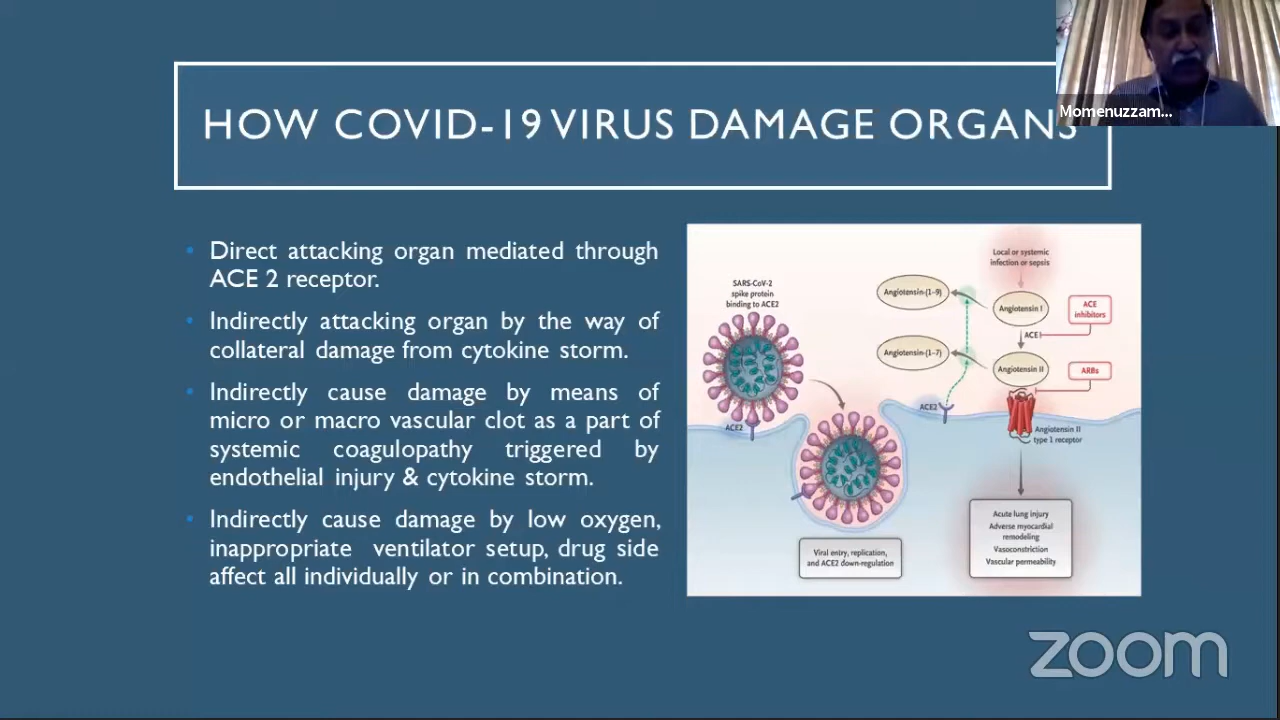 HOW COVID-19 VIRUS DAMAGE ORGANS
Momenuzzam...
• Direct attacking organ mediated through
ACE 2 receptor.
• Indirectly attacking organ by the way of
collateral damage from cytokine storm.
• Indirectly cause damage by means of
micro or macro vascular clot as a part of
systemic coagulopathy triggered by
endothelial injury & cytokine storm.
• Indirectly cause damage by low oxygen,
inappropriate ventilator setup, drug side
affect all individually or in combination.
SARS-CoV-2
spike protein
binding to ACE2
ACE2
Viral entry, replication,
and ACE2 down-regulation
Local or systemic
infection or sepsis
Angiotensin-(1–9)
Angiotensin I
ACE
inhibitors
ACE
Angiotensin-(1–7)
Angiotensin II
ARBs
ACE2
Angiotensin II
type 1 receptor
Acute lung injury
Adverse myocardial
remodeling
Vasoconstriction
Vascular permeability
zoom